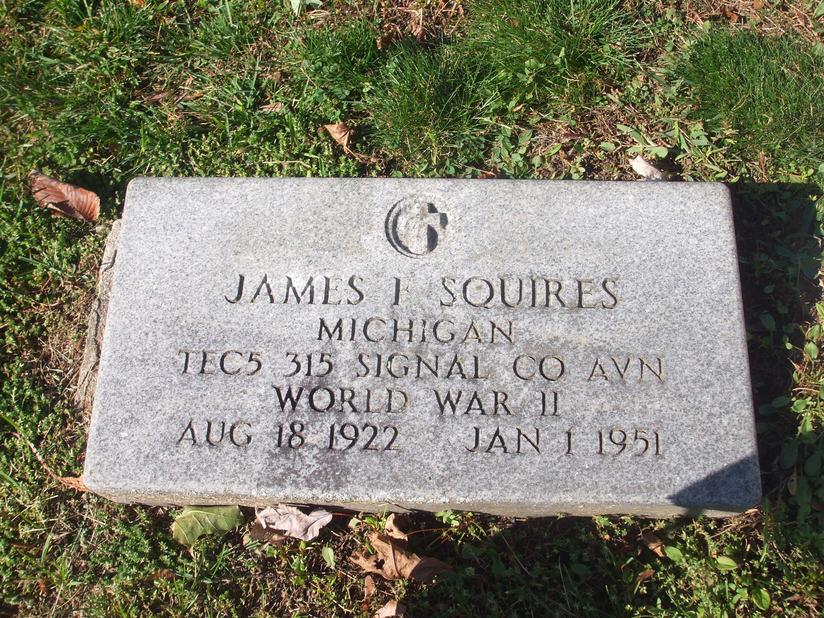 JAMES F SQUIRES
MICHIGAN
TEC5 315 SIGNAL CO AVN
WORLD WAR II
AUG 18 1922 JAN 1 1951